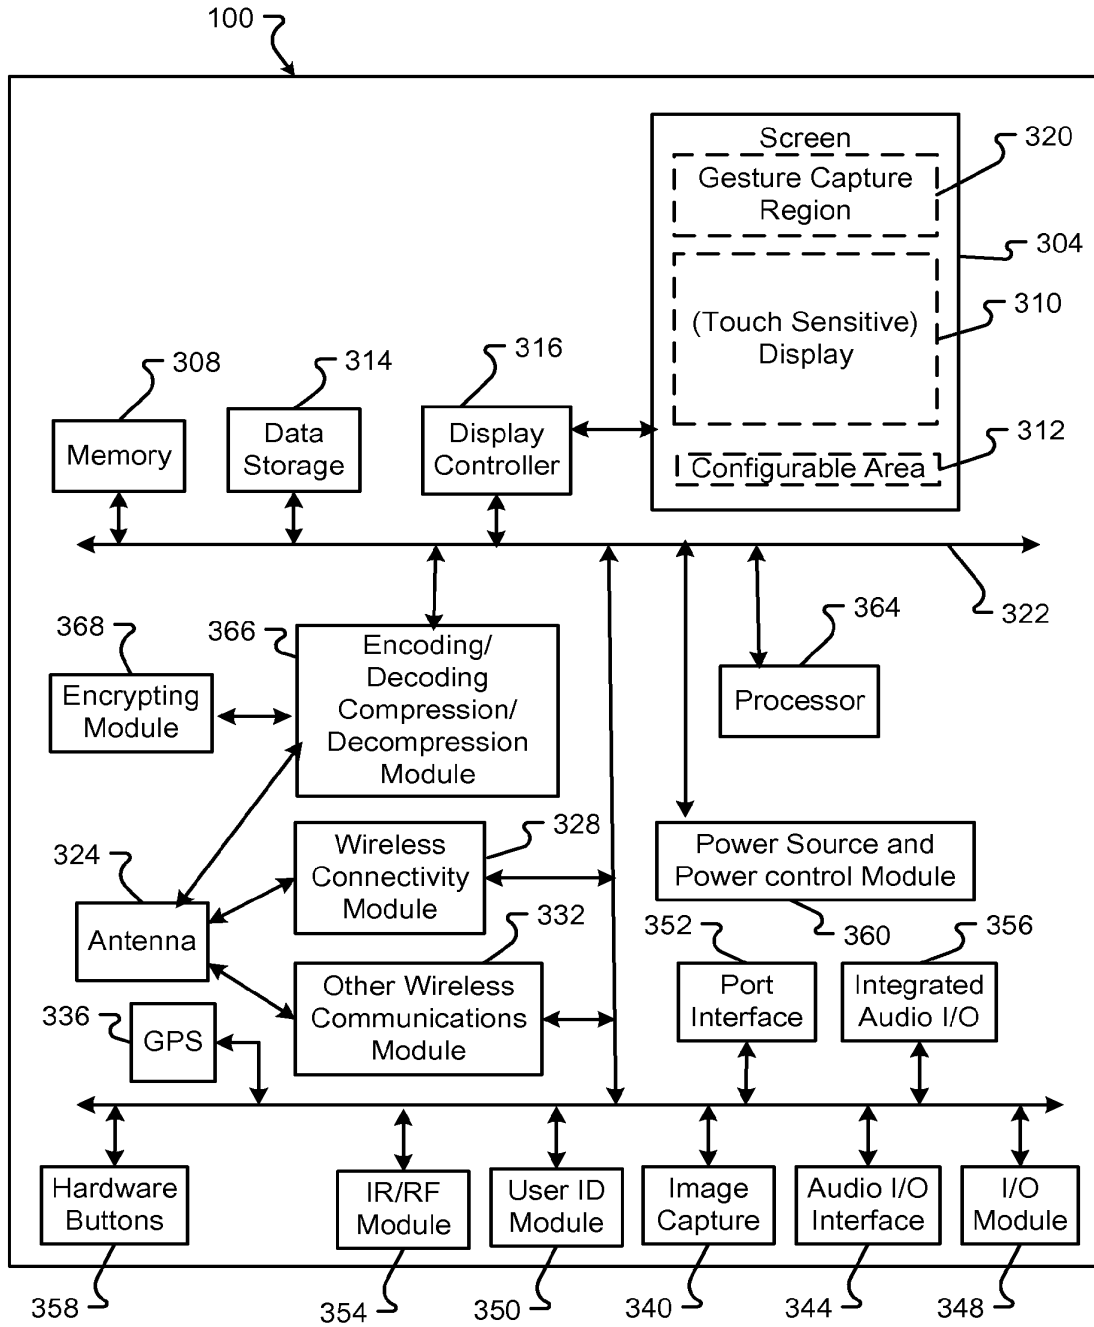 100
Screen
320
Gesture Capture
Region
304
(Touch Sensitive)
Display
310
308
314
316
Memory
Data
Storage
Display
Controller
312
Configurable Area
322
368
366
364
Encrypting
Module
Encoding/
Decoding
Compression/
Decompression
Module
Processor
324
328
Wireless
Connectivity
Module
Power Source and
Power control Module
Antenna
332
352
360
356
336
GPS
Other Wireless
Communications
Module
Port
Interface
Integrated
Audio I/O
Hardware
Buttons
IR/RF
Module
User ID
Module
Image
Capture
Audio I/O
Interface
I/O
Module
358
354
350
340
344
348